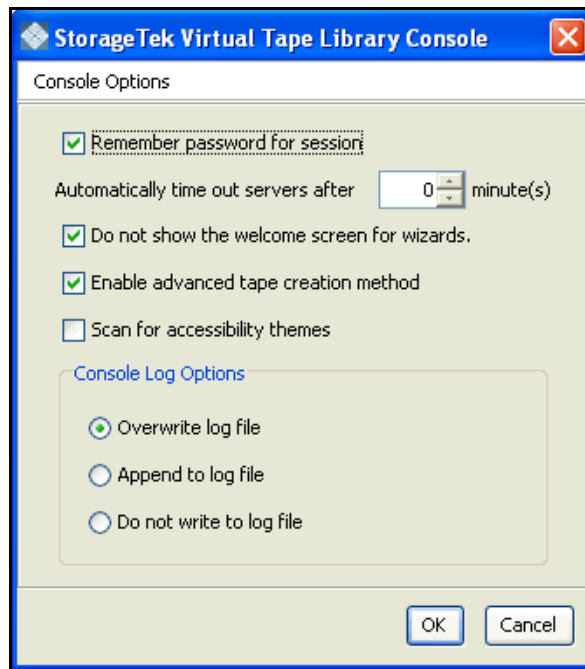 StorageTek Virtual Tape Library Console
Console Options
Remember password for session
Automatically time out servers after 0 minute(s)
Do not show the welcome screen for wizards.
Enable advanced tape creation method
Scan for accessibility themes
Console Log Options
Overwrite log file
Append to log file
Do not write to log file
OK Cancel